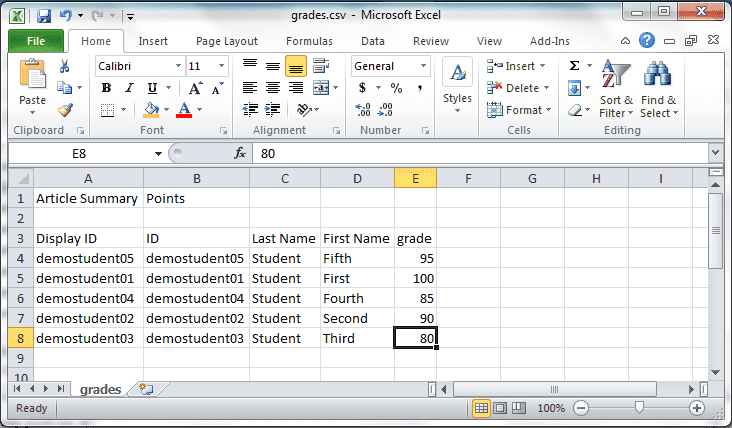 grades.csv - Microsoft Excel
File Home Insert Page Layout Formulas Data Review View Add-Ins
Calibri 11 General Insert Σ
Paste B I U A A $ % , Styles Delete Sort & Filter Find & Select
A Format
Clipboard Font Alignment Number Cells Editing
E8 fx 80
A B C D E F G H I
1 Article Summary Points
2
3 Display ID ID Last Name First Name grade
4 demostudent05 demostudent05 Student Fifth 95
5 demostudent01 demostudent01 Student First 100
6 demostudent04 demostudent04 Student Fourth 85
7 demostudent02 demostudent02 Student Second 90
8 demostudent03 demostudent03 Student Third 80
9
10
grades
Ready 100%